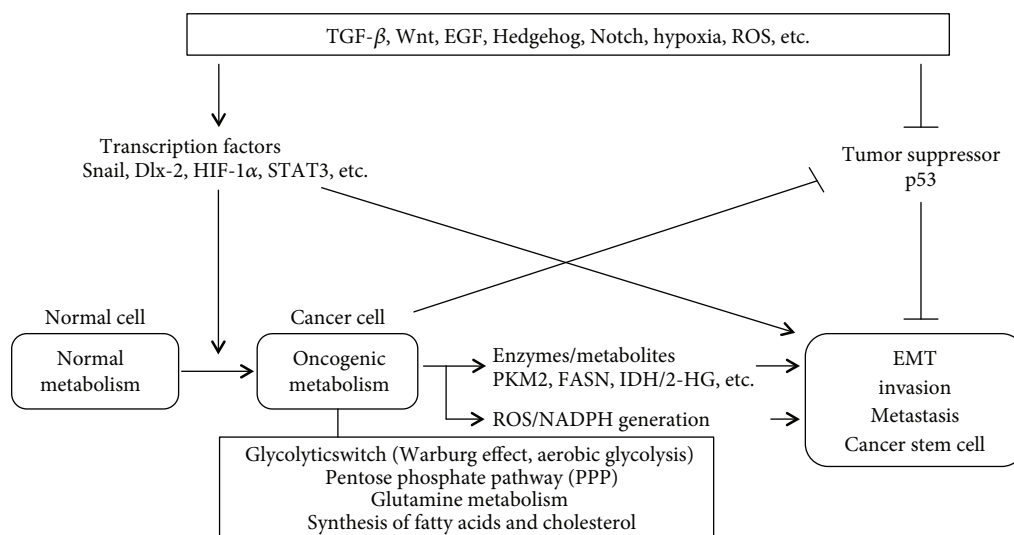 TGF-β, Wnt, EGF, Hedgehog, Notch, hypoxia, ROS, etc.
Transcription factors
Snail, Dlx-2, HIF-1α, STAT3, etc.
Tumor suppressor
p53
Normal cell
Normal
metabolism
Cancer cell
Oncogenic
metabolism
Enzymes/metabolites
PKM2, FASN, IDH/2-HG, etc.
ROS/NADPH generation
EMT
invasion
Metastasis
Cancer stem cell
Glycolyticswitch (Warburg effect, aerobic glycolysis)
Pentose phosphate pathway (PPP)
Glutamine metabolism
Synthesis of fatty acids and cholesterol